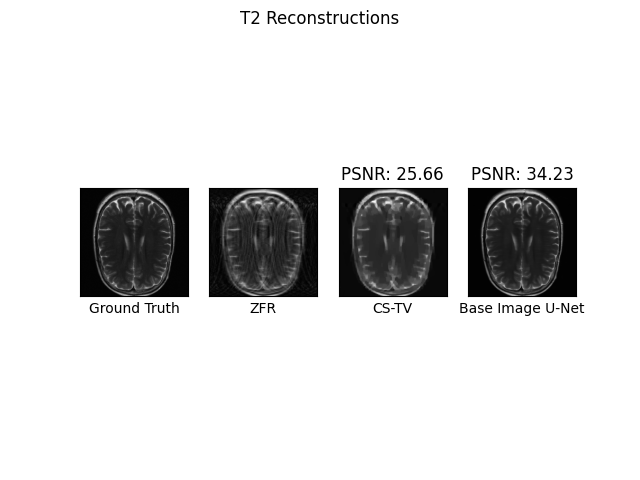 T2 Reconstructions
PSNR: 25.66
PSNR: 34.23
Ground Truth
ZFR
CS-TV
Base Image U-Net